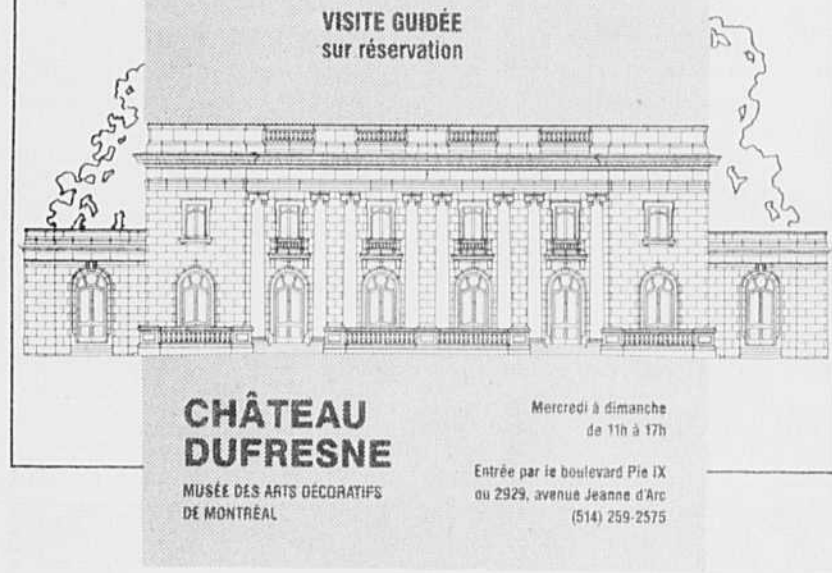 VISITE GUIDÉE
sur réservation
CHÂTEAU
DUFRESNE
MUSÉE DES ARTS DÉCORATIFS
DE MONTRÉAL
Mercredi à dimanche
de 11h à 17h
Entrée par le boulevard Pie IX
ou 2929, avenue Jeanne d'Arc
(514) 259-2575